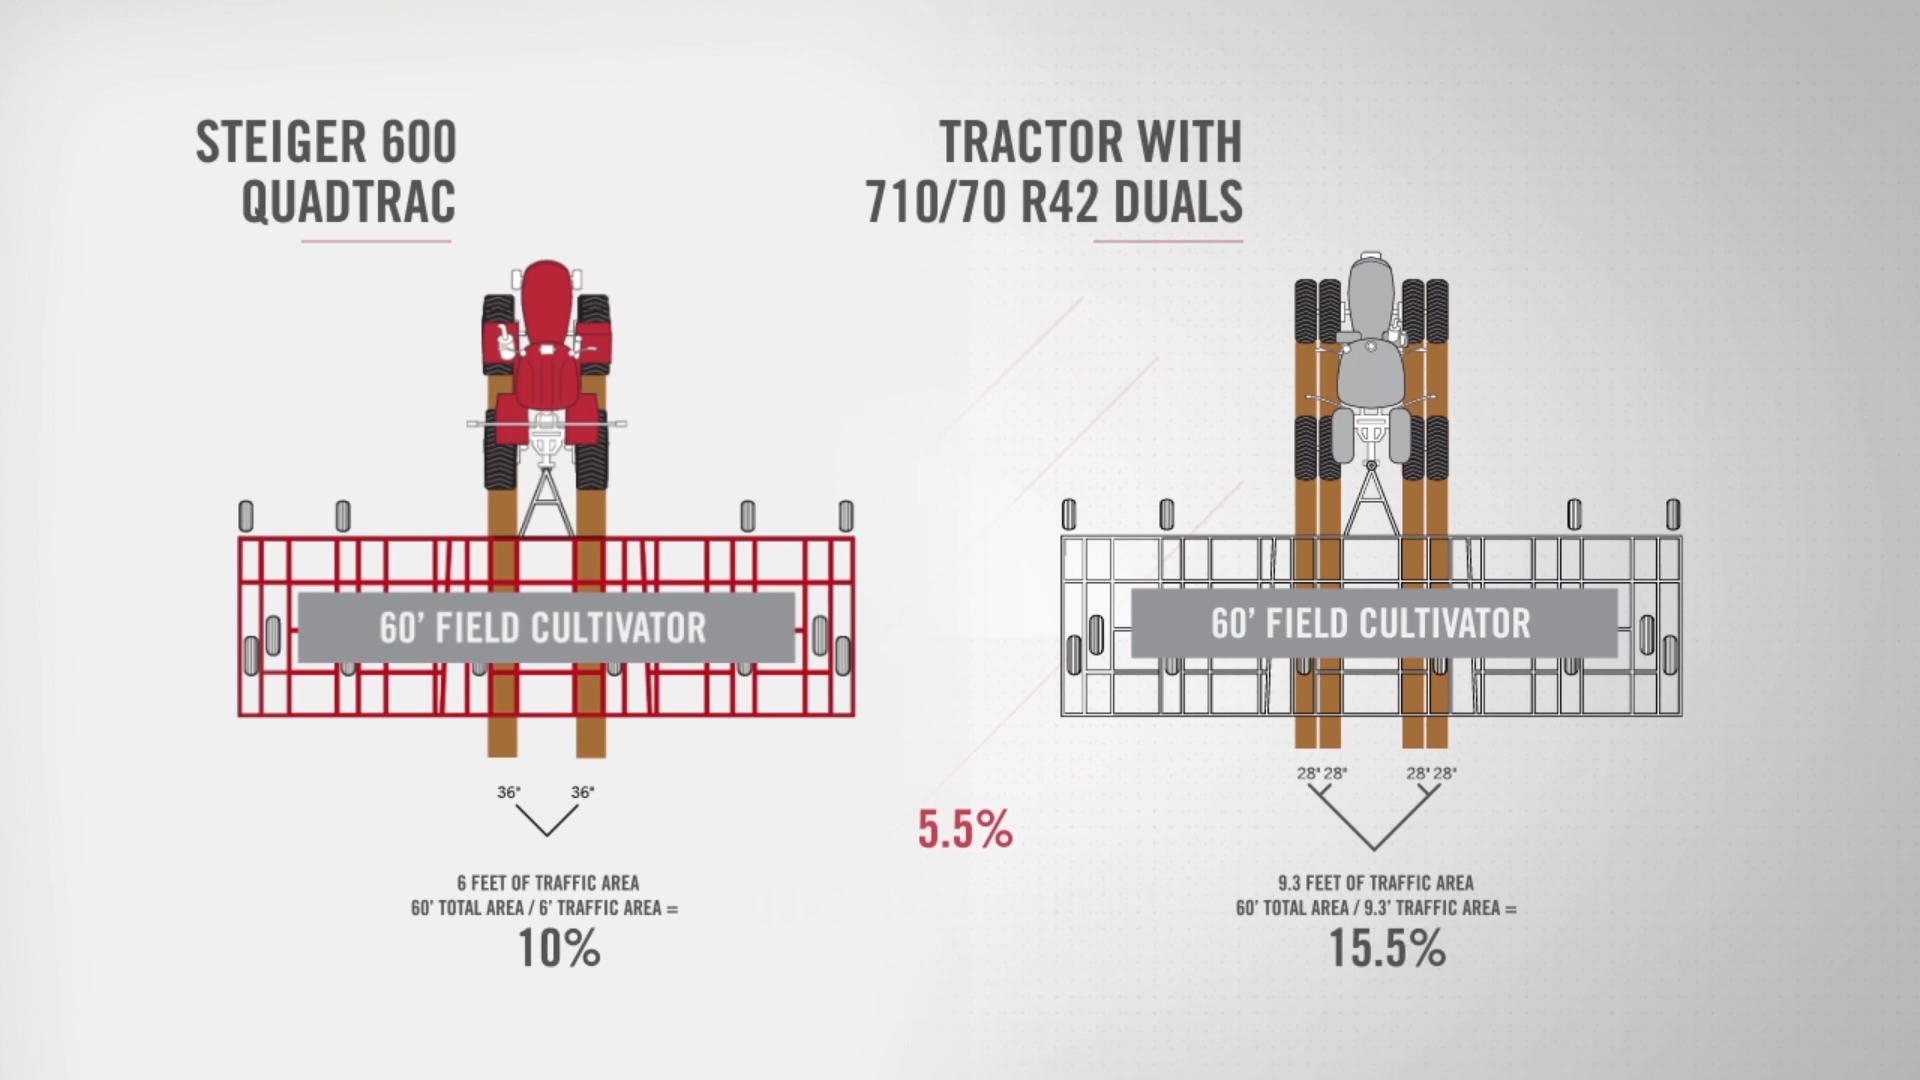 STEIGER 600
QUADTRAC
TRACTOR WITH
710/70 R42 DUALS
60’ FIELD CULTIVATOR
60’ FIELD CULTIVATOR
36" 36"
28" 28" 28" 28"
5.5%
6 FEET OF TRAFFIC AREA
60’ TOTAL AREA / 6’ TRAFFIC AREA =
10%
9.3 FEET OF TRAFFIC AREA
60’ TOTAL AREA / 9.3’ TRAFFIC AREA =
15.5%